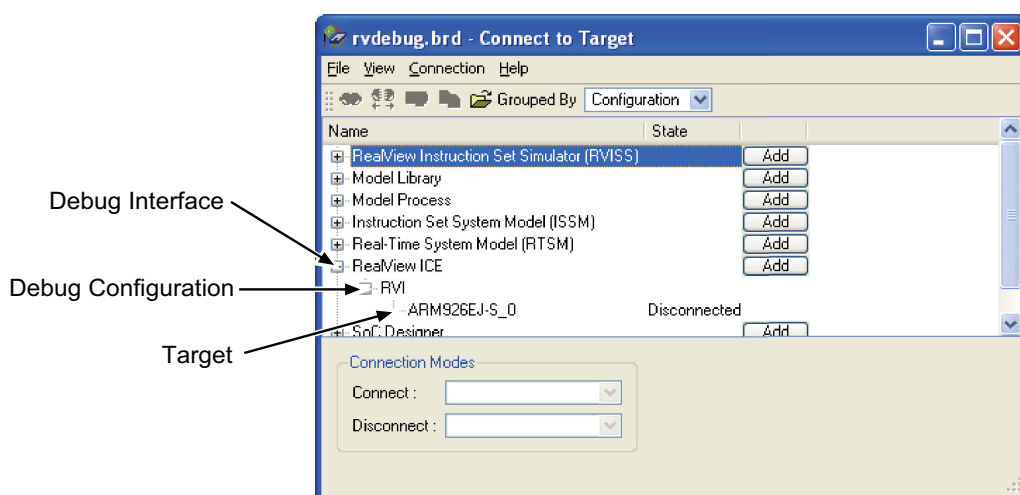 rvdebug.brd - Connect to Target
File View Connection Help
Grouped By Configuration
Name State
RealView Instruction Set Simulator (RVISS) Add
Model Library Add
Model Process Add
Instruction Set System Model (ISSM) Add
Real-Time System Model (RTSM) Add
RealView ICE Add
RVI
ARM926EJ-S_0 Disconnected
SoC Designer Add
Debug Interface
Debug Configuration
Target
Connection Modes
Connect :
Disconnect :